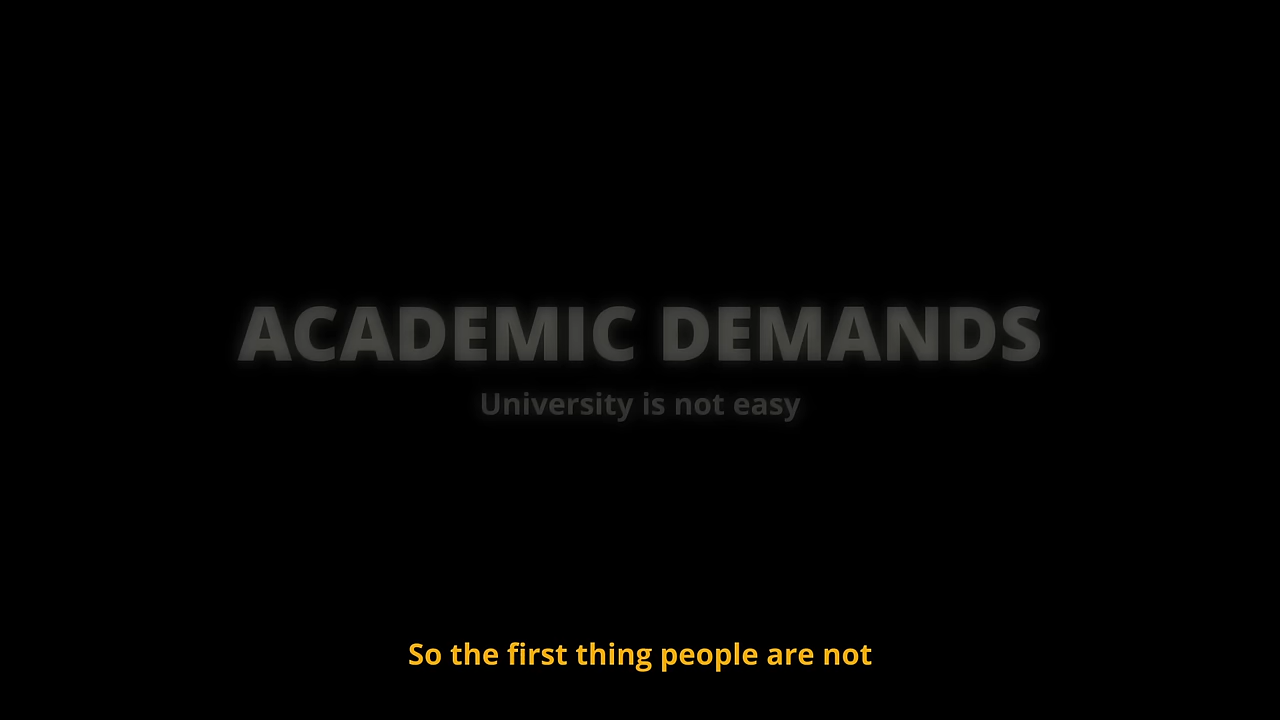 ACADEMIC DEMANDS
University is not easy
So the first thing people are not